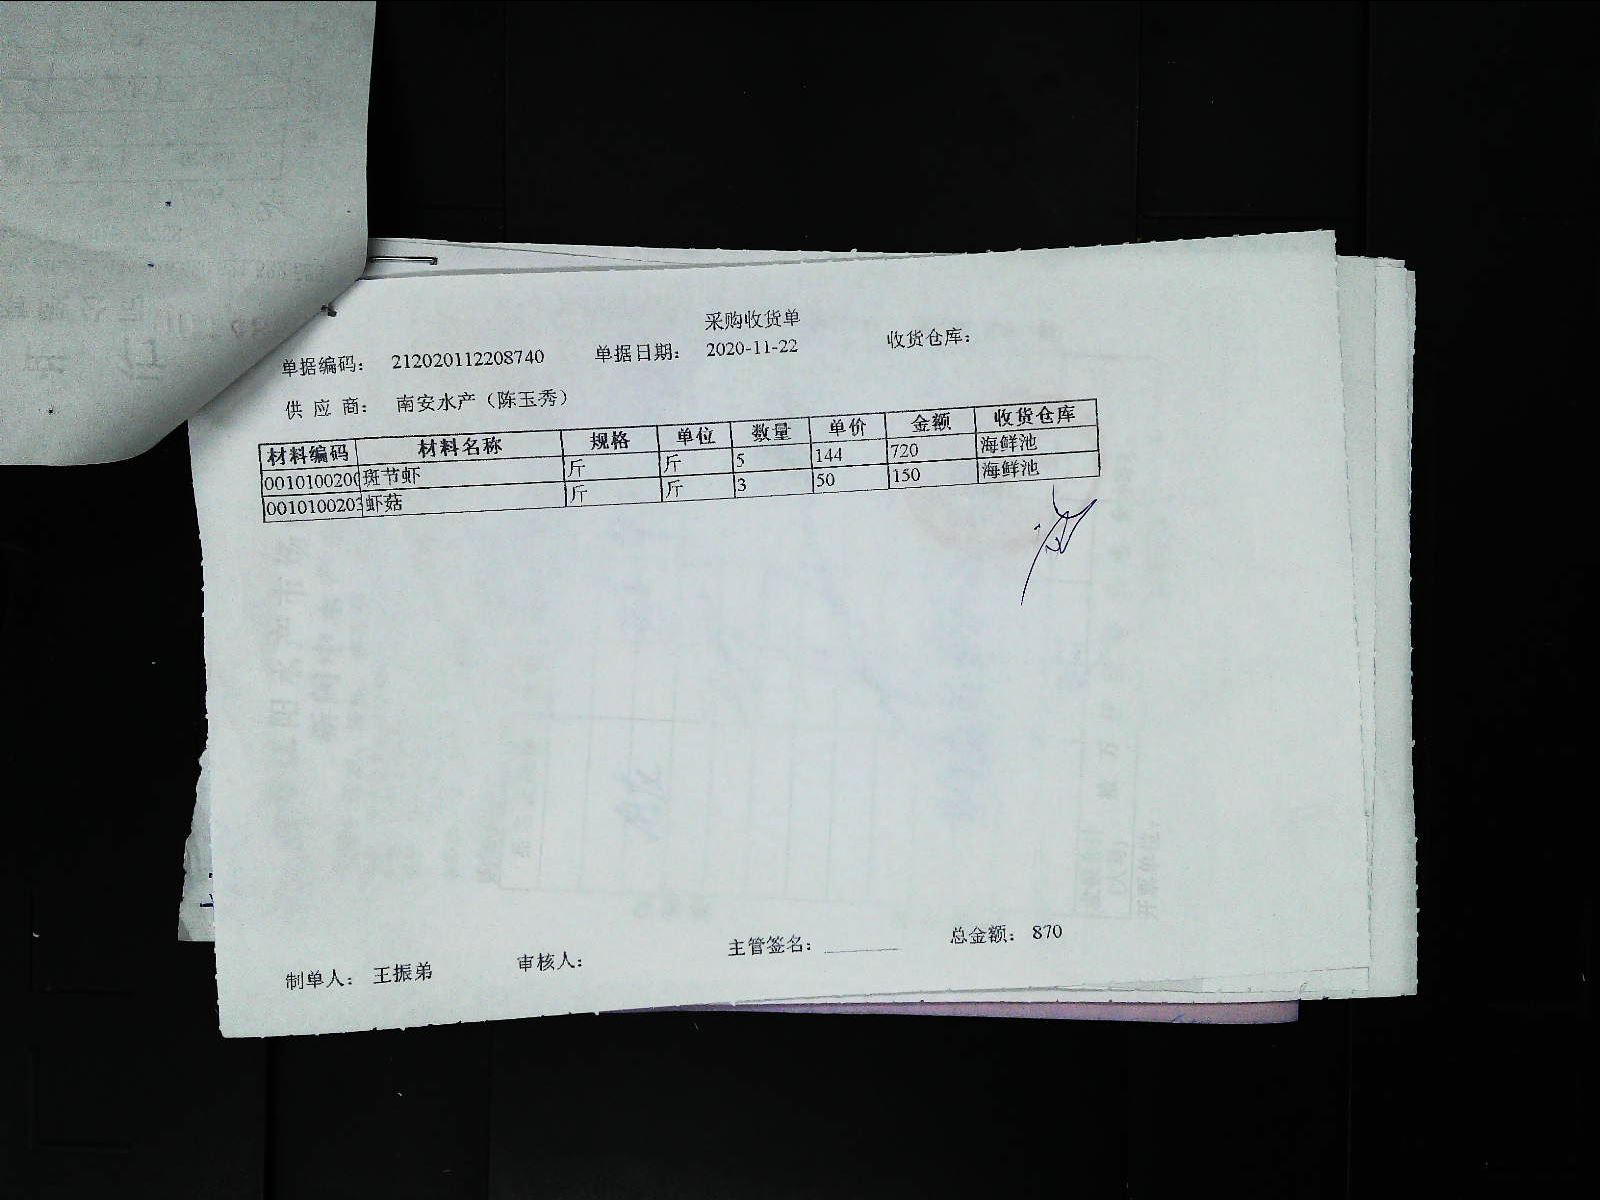 采购收货单
单据编码： 212020112208740 单据日期： 2020-11-22 收货仓库：
供 应 商： 南安水产（陈玉秀）
材料编码 材料名称 规格 单位 数量 单价 金额 收货仓库
0010100200 斑节虾 斤 斤 5 144 720 海鲜池
001010020 虾菇 斤 斤 3 50 150 海鲜池
制单人： 王振弟 审核人： 主管签名： 总金额： 870